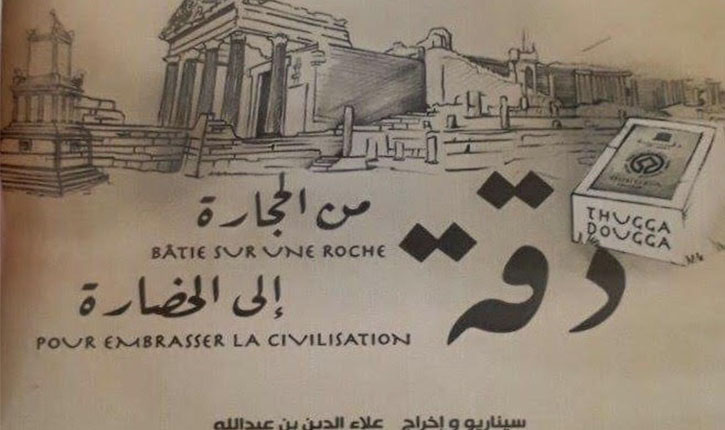 THUGGA
DOUGGA
دقة
من الحجارة
BÂTIE SUR UNE ROCHE
إلى الحضارة
POUR EMBRASSER LA CIVILISATION
سيناريو و إخراج علاء الدين بن عبدالله